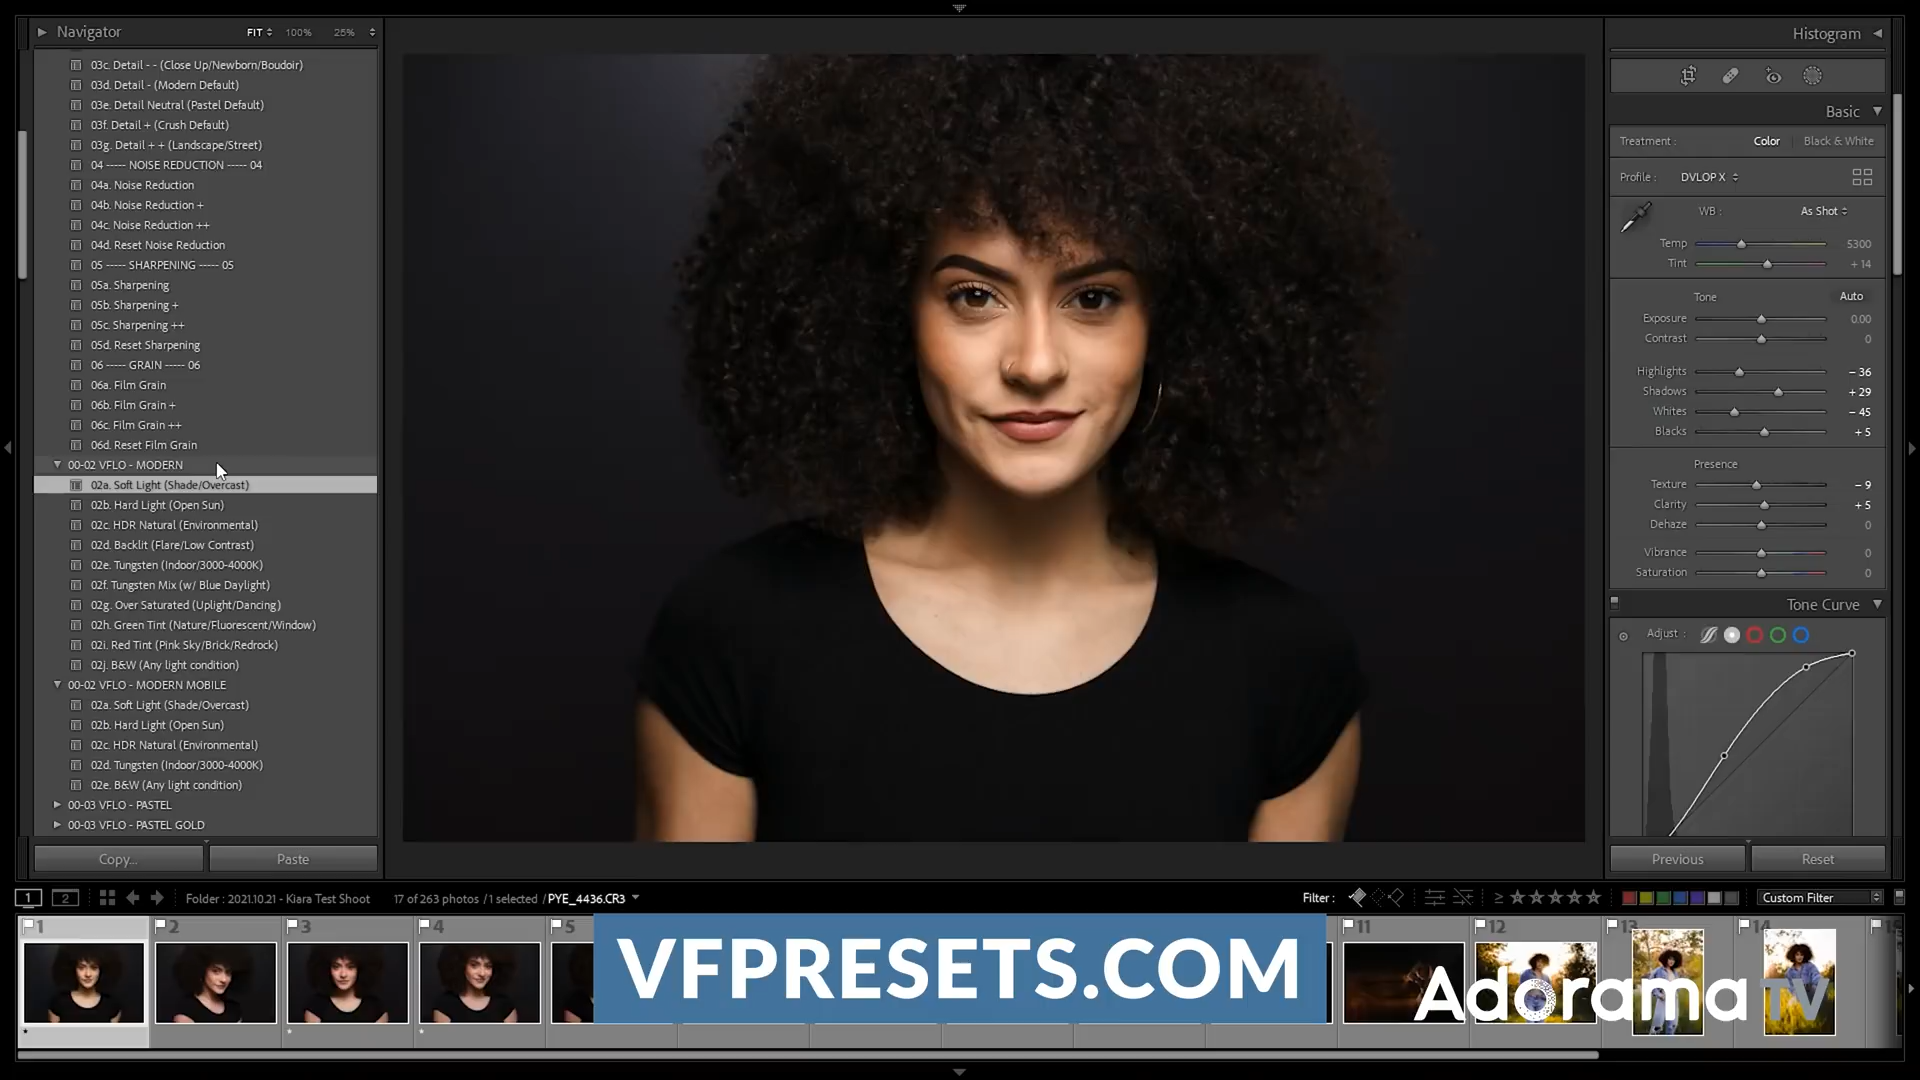 Navigator
FIT 100% 25%
03c. Detail - - (Close Up/Newborn/Boudoir)
03d. Detail - (Modern Default)
03e. Detail Neutral (Pastel Default)
03f. Detail + (Crush Default)
03g. Detail + + (Landscape/Street)
04 ----- NOISE REDUCTION ----- 04
04a. Noise Reduction
04b. Noise Reduction +
04c. Noise Reduction ++
04d. Reset Noise Reduction
05 ----- SHARPENING ----- 05
05a. Sharpening
05b. Sharpening +
05c. Sharpening ++
05d. Reset Sharpening
06 ----- GRAIN ----- 06
06a. Film Grain
06b. Film Grain +
06c. Film Grain ++
06d. Reset Film Grain
00-02 VFLO - MODERN
02a. Soft Light (Shade/Overcast)
02b. Hard Light (Open Sun)
02c. HDR Natural (Environmental)
02d. Backlit (Flare/Low Contrast)
02e. Tungsten (Indoor/3000-4000K)
02f. Tungsten Mix (w/ Blue Daylight)
02g. Over Saturated (Uplight/Dancing)
02h. Green Tint (Nature/Fluorescent/Window)
02i. Red Tint (Pink Sky/Brick/Redrock)
02j. B&W (Any light condition)
00-02 VFLO - MODERN MOBILE
02a. Soft Light (Shade/Overcast)
02b. Hard Light (Open Sun)
02c. HDR Natural (Environmental)
02d. Tungsten (Indoor/3000-4000K)
02e. B&W (Any light condition)
00-03 VFLO - PASTEL
00-03 VFLO - PASTEL GOLD
Copy... Paste
Histogram
Basic
Treatment : Color Black & White
Profile : DVLOP X
WB : As Shot
Temp 5300
Tint + 14
Tone Auto
Exposure 0.00
Contrast 0
Highlights - 36
Shadows + 29
Whites - 45
Blacks + 5
Presence
Texture - 9
Clarity + 5
Dehaze 0
Vibrance 0
Saturation 0
Tone Curve
Adjust :
Previous Reset
1 2 Folder : 2021.10.21 - Kiara Test Shoot 17 of 263 photos / 1 selected / PYE_4436.CR3 Filter : ≥ Custom Filter
1 2 3 4 5 11 12 13 14 15
VFPRESETS.COM
Adorama TV